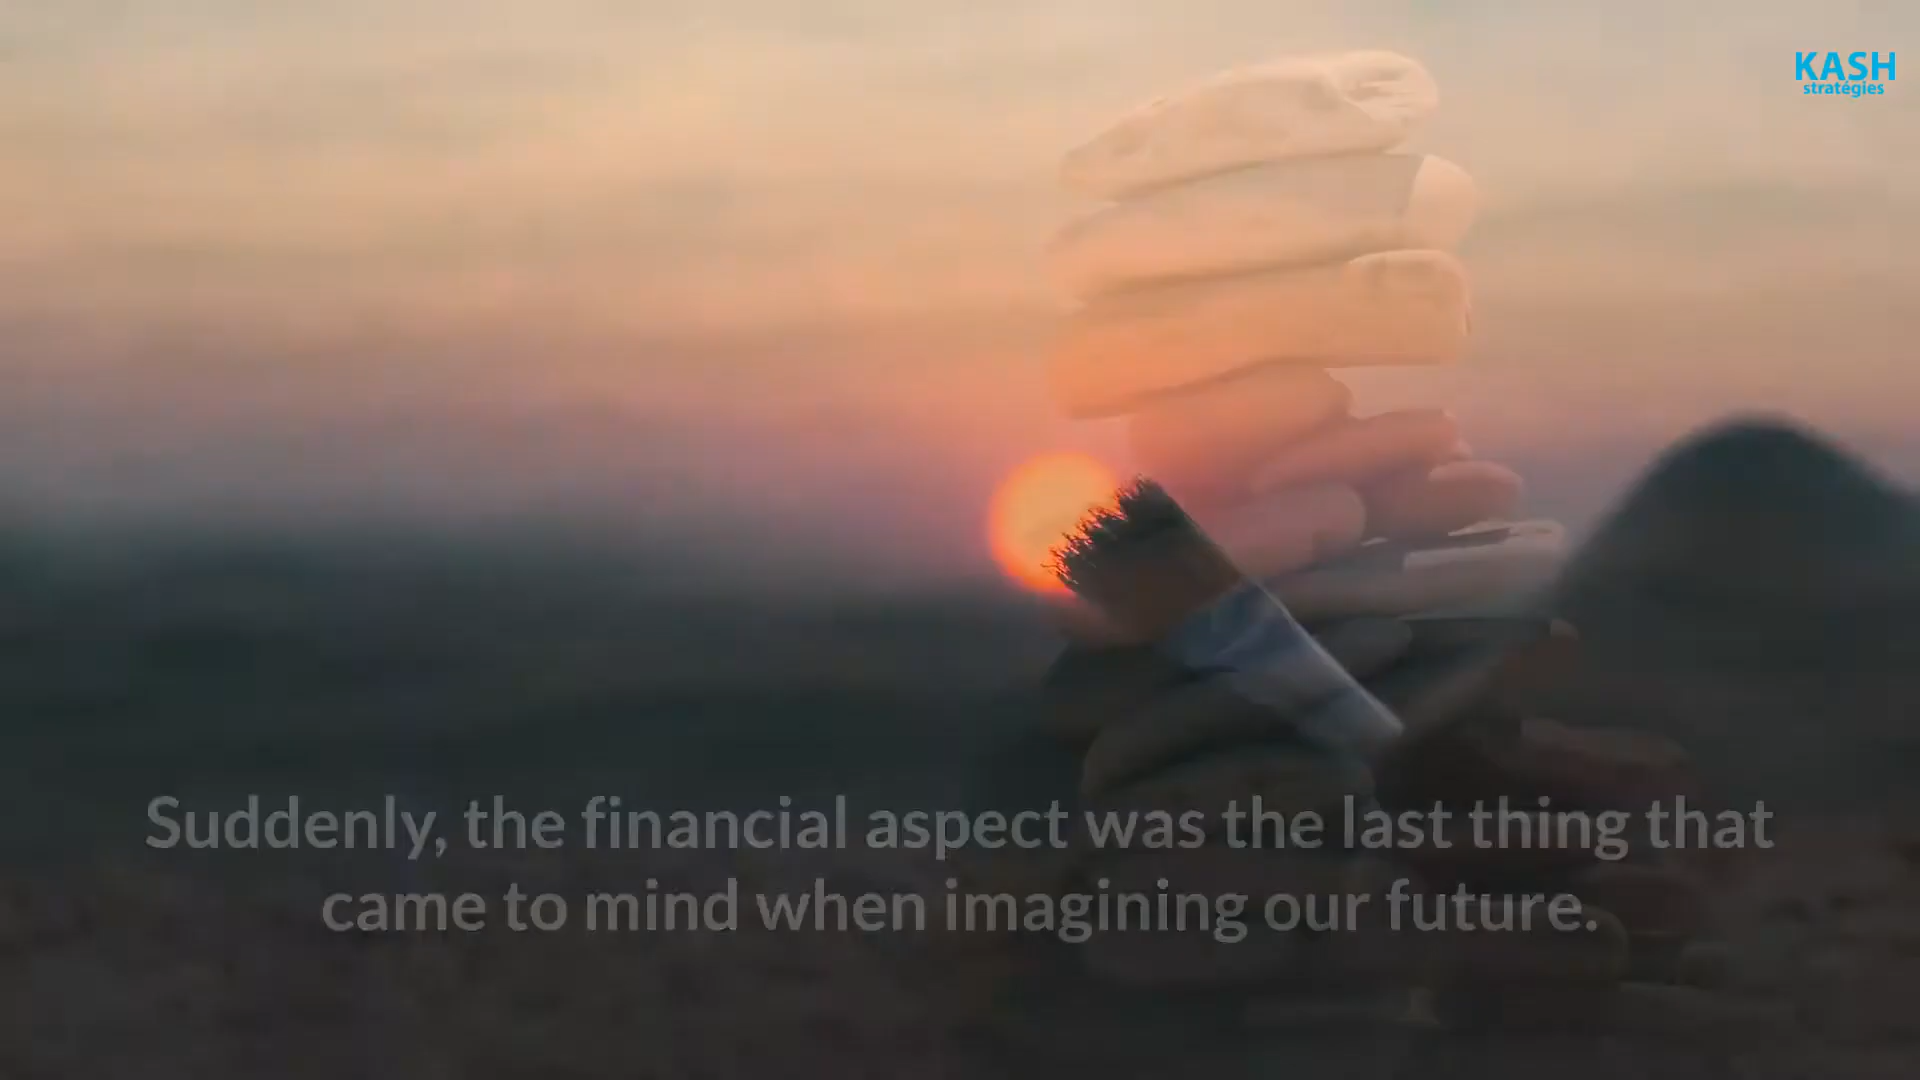 KASH
stratégies
Suddenly, the financial aspect was the last thing that
came to mind when imagining our future.